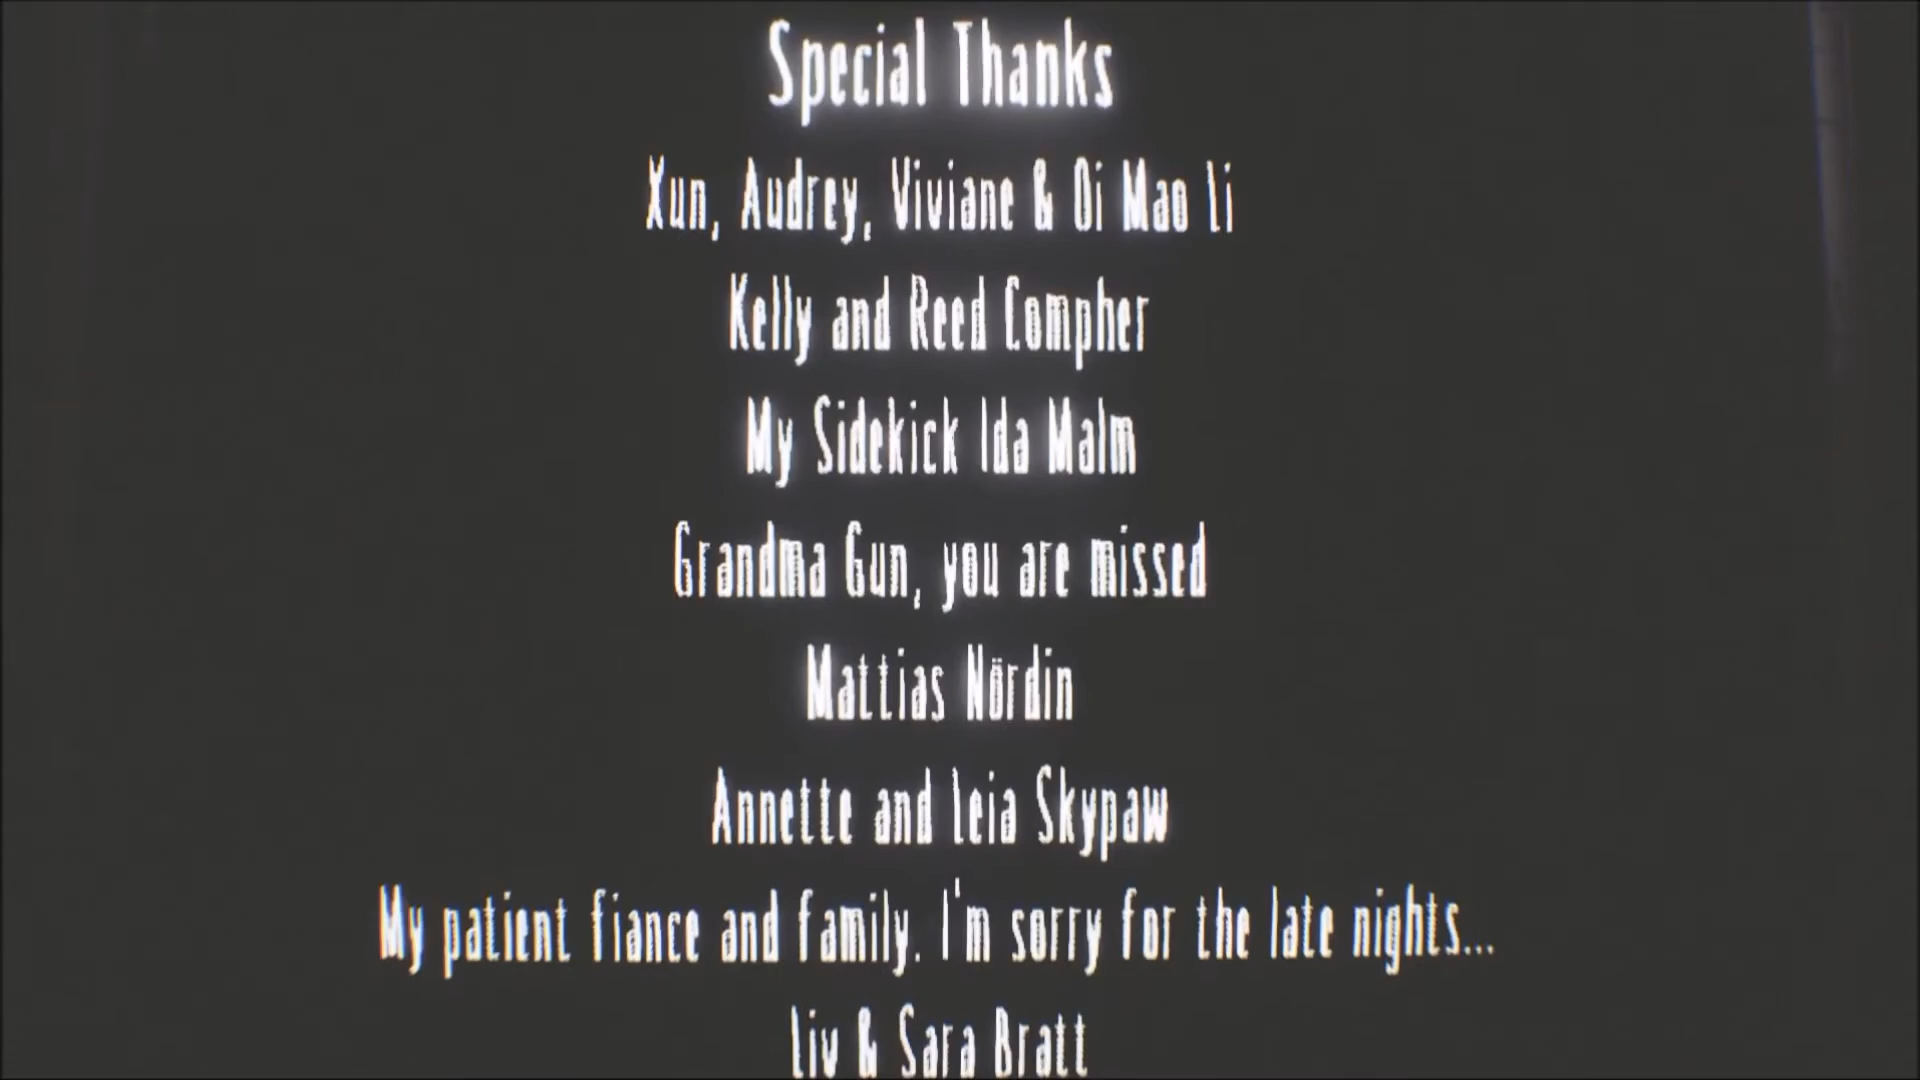 Special Thanks
Xun, Audrey, Viviane & Qi Mao Li
Kelly and Reed Compher
My Sidekick Ida Malm
Grandma Gun, you are missed
Mattias Nördin
Annette and Leia Skypaw
My patient fiance and family. I'm sorry for the late nights...
Liv & Sara Bratt